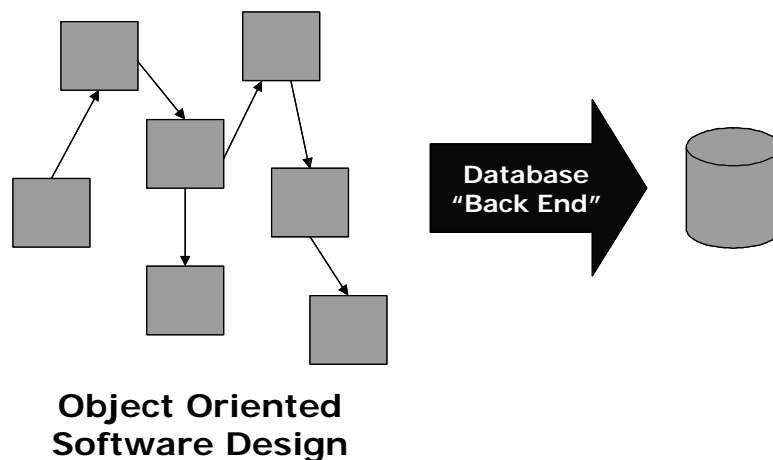 Database
“Back End”
Object Oriented
Software Design